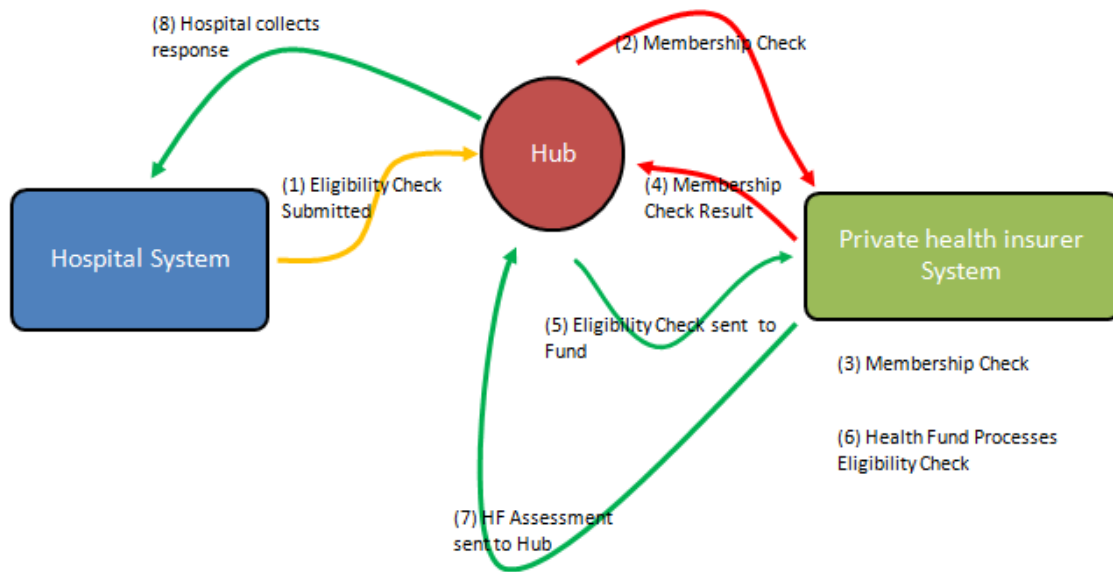 (8) Hospital collects
response
(2) Membership Check
Hub
(1) Eligibility Check
Submitted
(4) Membership
Check Result
Hospital System
Private health insurer
System
(5) Eligibility Check sent to
Fund
(3) Membership Check
(6) Health Fund Processes
Eligibility Check
(7) HF Assessment
sent to Hub